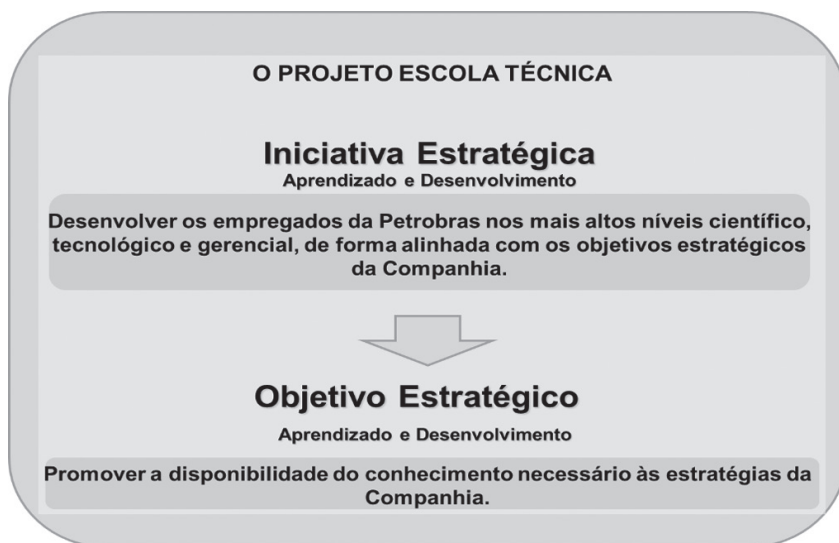 O PROJETO ESCOLA TÉCNICA
Iniciativa Estratégica
Aprendizado e Desenvolvimento
Desenvolver os empregados da Petrobras nos mais altos níveis científico,
tecnológico e gerencial, de forma alinhada com os objetivos estratégicos
da Companhia.
Objetivo Estratégico
Aprendizado e Desenvolvimento
Promover a disponibilidade do conhecimento necessário às estratégias da
Companhia.